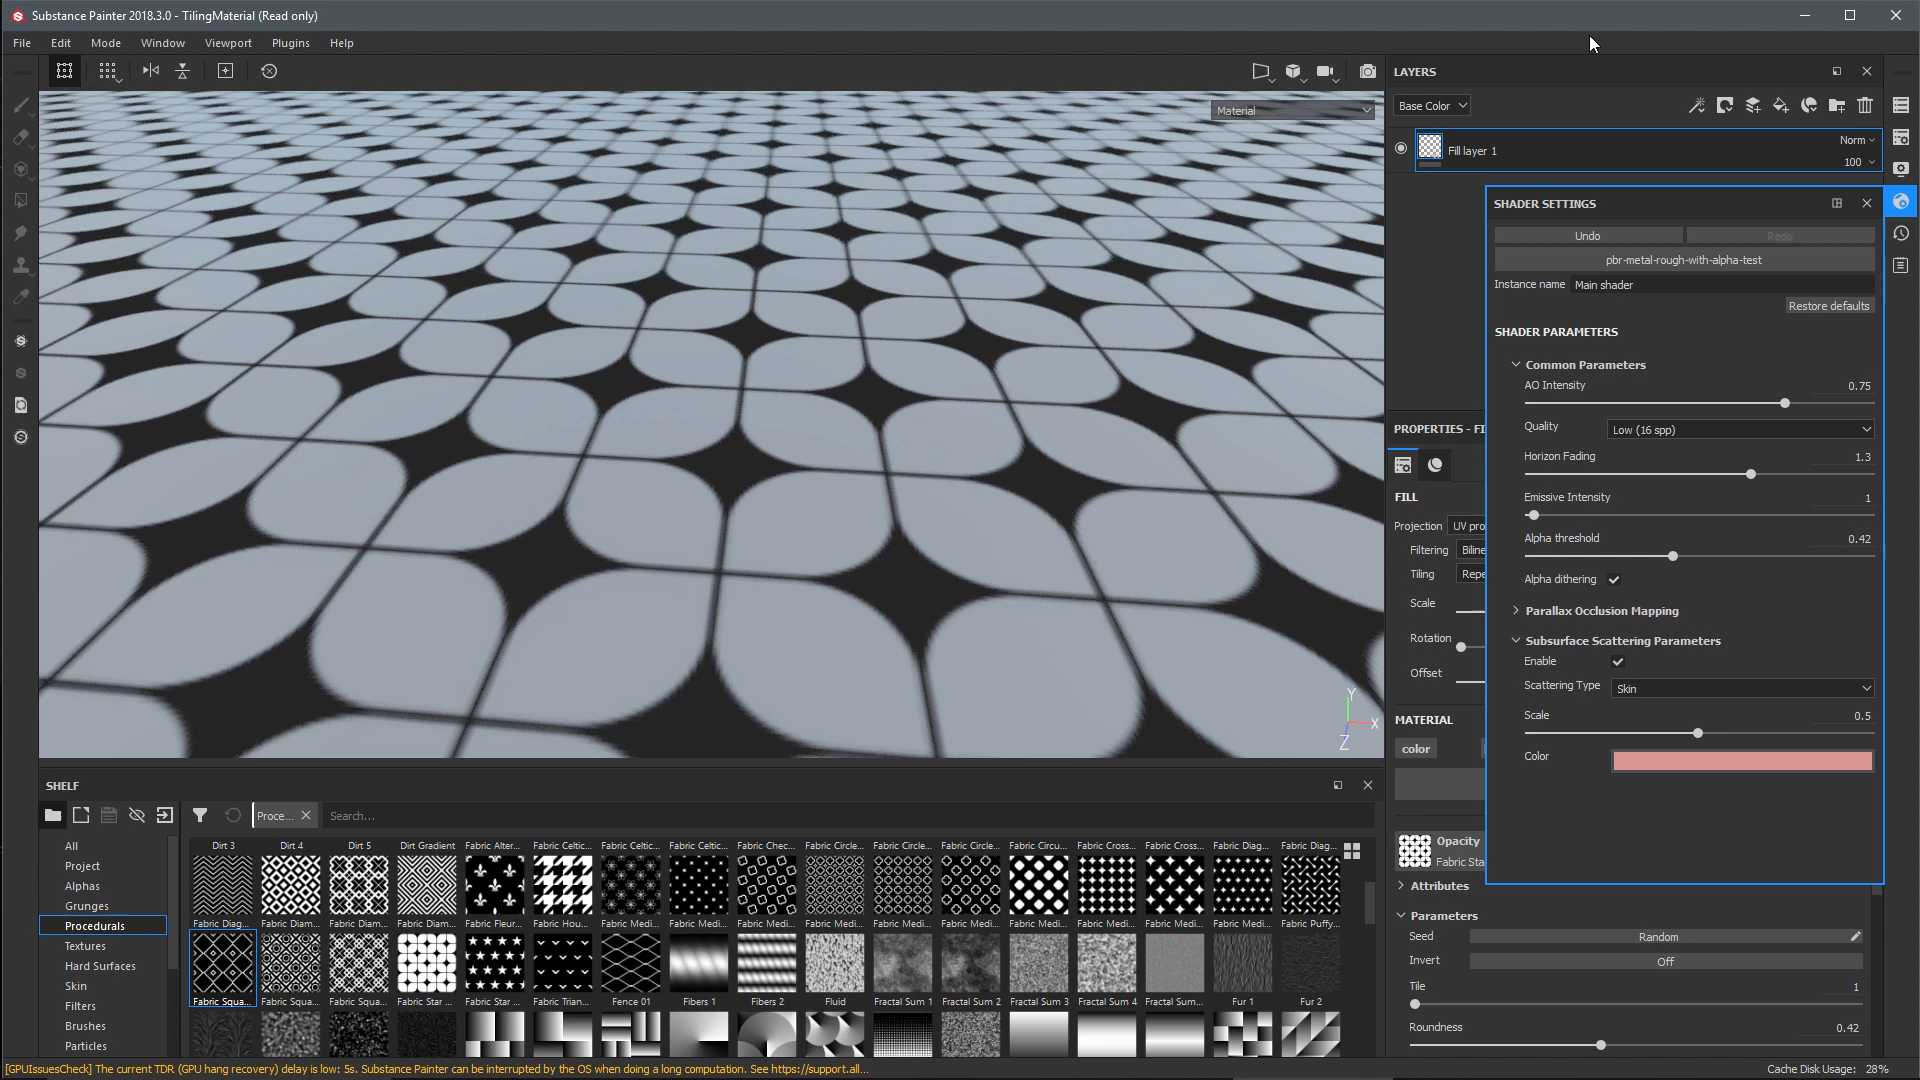 Substance Painter 2018.3.0 - TilingMaterial (Read only)
File Edit Mode Window Viewport Plugins Help
Material
Y
X
Z
LAYERS
Base Color
Fill layer 1
Norm
100
SHADER SETTINGS
Undo Redo
pbr-metal-rough-with-alpha-test
Instance name Main shader
Restore defaults
SHADER PARAMETERS
Common Parameters
AO Intensity 0.75
Quality Low (16 spp)
Horizon Fading 1.3
Emissive Intensity 1
Alpha threshold 0.42
Alpha dithering
Parallax Occlusion Mapping
Subsurface Scattering Parameters
Enable
Scattering Type Skin
Scale 0.5
Color
PROPERTIES - FI
FILL
Projection UV pro
Filtering Biline
Tiling Repe
Scale
Rotation
Offset
MATERIAL
color
Opacity
Fabric Sta
Attributes
Parameters
Seed Random
Invert Off
Tile 1
Roundness 0.42
SHELF
Proce... Search...
All
Project
Alphas
Grunges
Procedurals
Textures
Hard Surfaces
Skin
Filters
Brushes
Particles
Dirt 3 Dirt 4 Dirt 5 Dirt Gradient Fabric Alter... Fabric Celtic... Fabric Celtic... Fabric Celtic... Fabric Chec... Fabric Circle... Fabric Circle... Fabric Circle... Fabric Circu... Fabric Cross... Fabric Cross... Fabric Diag... Fabric Diag...
Fabric Diag... Fabric Diam... Fabric Diam... Fabric Diam... Fabric Fleur... Fabric Hou... Fabric Medi... Fabric Medi... Fabric Medi... Fabric Medi... Fabric Medi... Fabric Medi... Fabric Medi... Fabric Medi... Fabric Medi... Fabric Medi... Fabric Puffy...
Fabric Squa... Fabric Squa... Fabric Squa... Fabric Star ... Fabric Star ... Fabric Trian... Fence 01 Fibers 1 Fibers 2 Fluid Fractal Sum 1 Fractal Sum 2 Fractal Sum 3 Fractal Sum 4 Fractal Sum... Fur 1 Fur 2
[GPUIssuesCheck] The current TDR (GPU hang recovery) delay is low: 5s. Substance Painter can be interrupted by the OS when doing a long computation. See https://support.all...
Cache Disk Usage: 28%